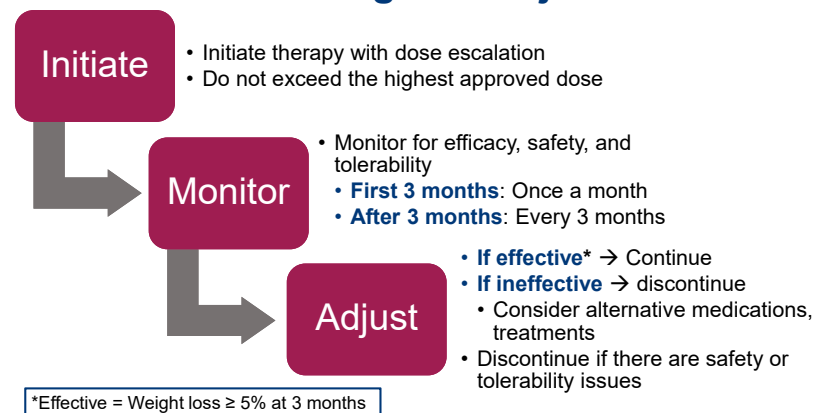 Initiate
• Initiate therapy with dose escalation
• Do not exceed the highest approved dose
Monitor
• Monitor for efficacy, safety, and
tolerability
• First 3 months: Once a month
• After 3 months: Every 3 months
Adjust
• If effective* → Continue
• If ineffective → discontinue
• Consider alternative medications,
treatments
• Discontinue if there are safety or
tolerability issues
*Effective = Weight loss ≥ 5% at 3 months